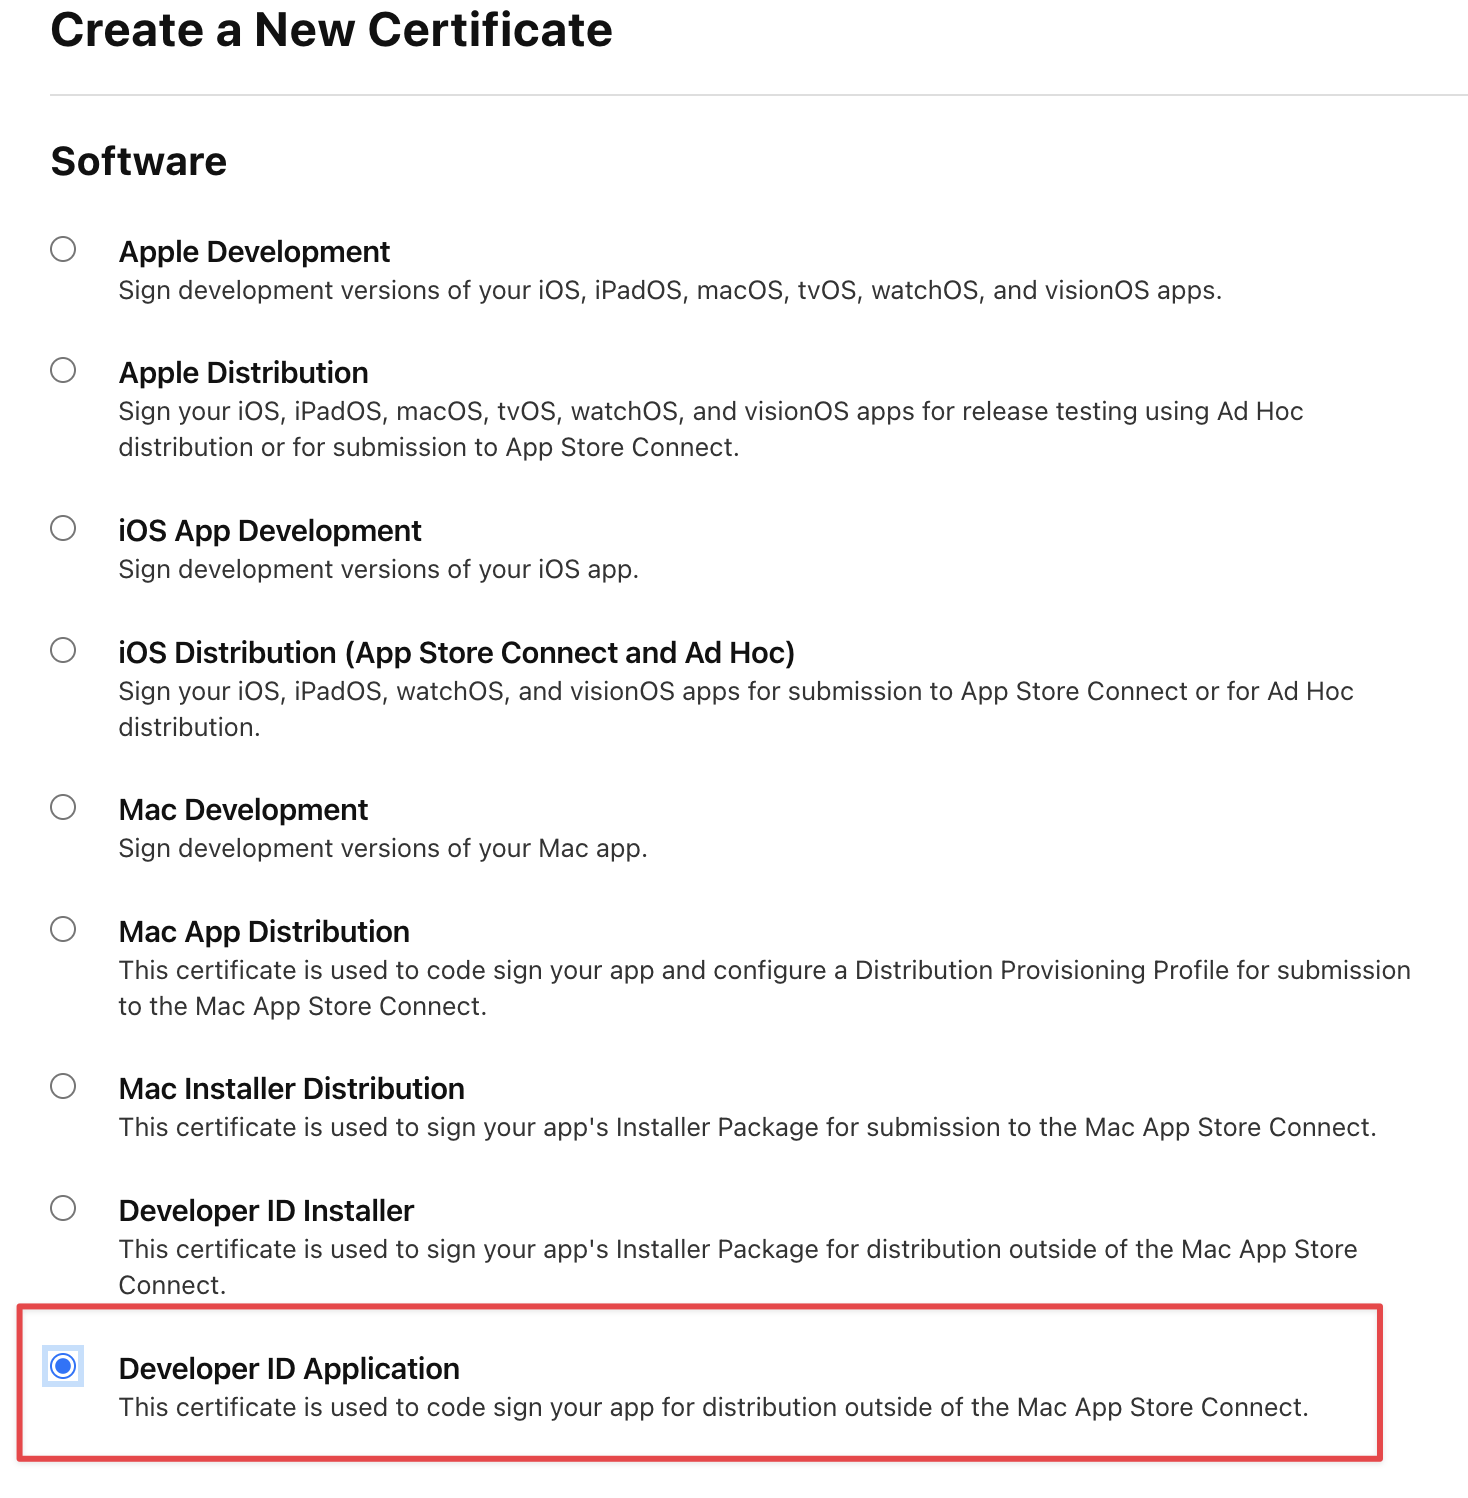 Create a New Certificate
Software
Apple Development
Sign development versions of your iOS, iPadOS, macOS, tvOS, watchOS, and visionOS apps.
Apple Distribution
Sign your iOS, iPadOS, macOS, tvOS, watchOS, and visionOS apps for release testing using Ad Hoc
distribution or for submission to App Store Connect.
iOS App Development
Sign development versions of your iOS app.
iOS Distribution (App Store Connect and Ad Hoc)
Sign your iOS, iPadOS, watchOS, and visionOS apps for submission to App Store Connect or for Ad Hoc
distribution.
Mac Development
Sign development versions of your Mac app.
Mac App Distribution
This certificate is used to code sign your app and configure a Distribution Provisioning Profile for submission
to the Mac App Store Connect.
Mac Installer Distribution
This certificate is used to sign your app's Installer Package for submission to the Mac App Store Connect.
Developer ID Installer
This certificate is used to sign your app's Installer Package for distribution outside of the Mac App Store
Connect.
Developer ID Application
This certificate is used to code sign your app for distribution outside of the Mac App Store Connect.